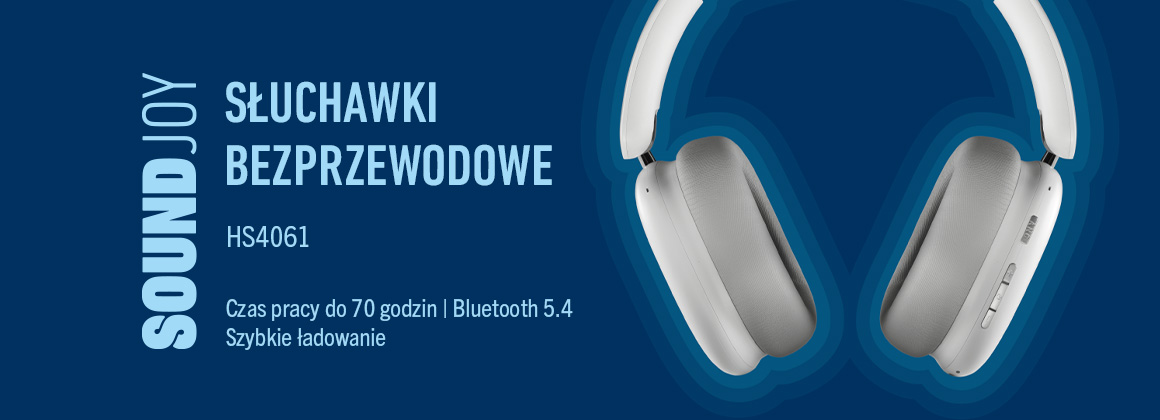 SOUNDJOY
SŁUCHAWKI
BEZPRZEWODOWE
HS4061
Czas pracy do 70 godzin | Bluetooth 5.4
Szybkie ładowanie